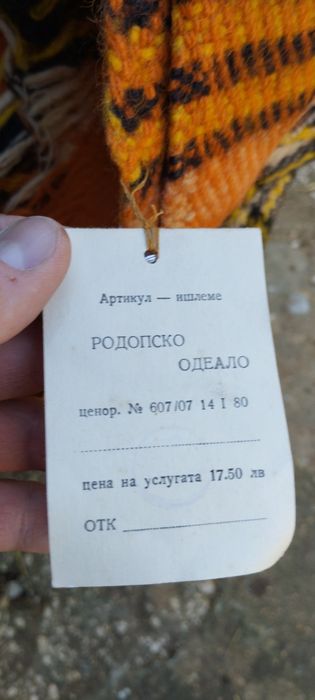 Артикул — ишлеме
РОДОПСКО
ОДЕАЛО
ценор. № 607/07 14 I 80
цена на услугата 17.50 лв
ОТК